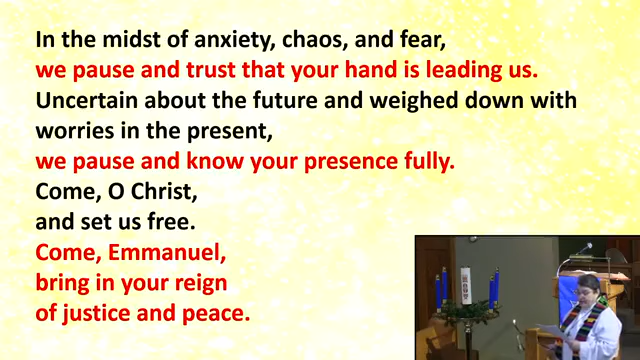 In the midst of anxiety, chaos, and fear,
we pause and trust that your hand is leading us.
Uncertain about the future and weighed down with
worries in the present,
we pause and know your presence fully.
Come, O Christ,
and set us free.
Come, Emmanuel,
bring in your reign
of justice and peace.